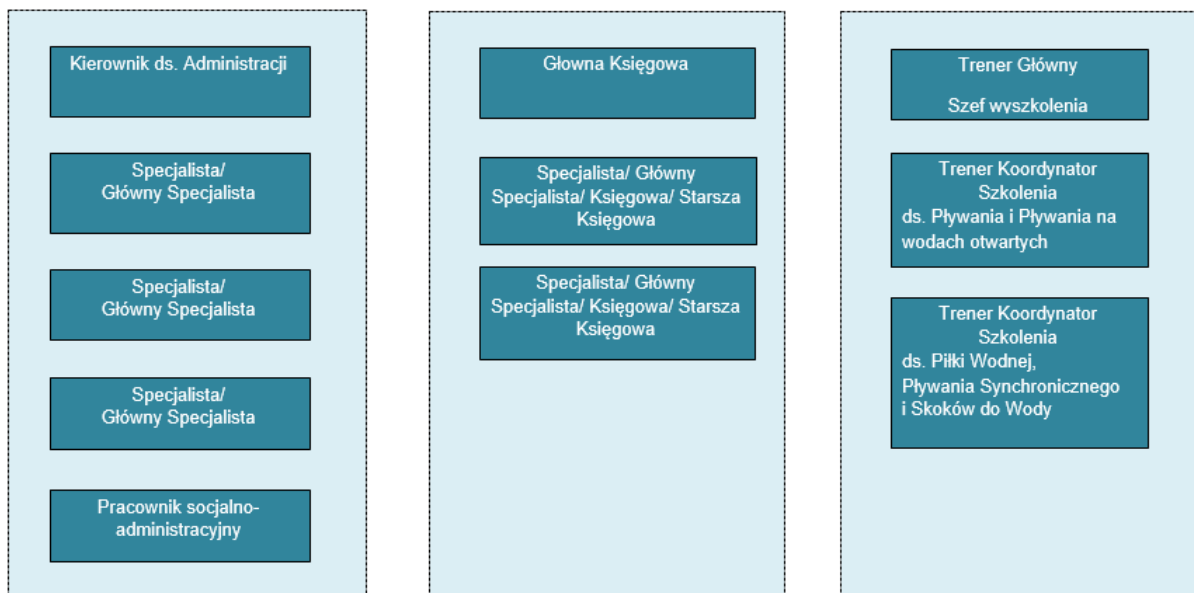 Kierownik ds. Administracji
Specjalista/
Główny Specjalista
Specjalista/
Główny Specjalista
Specjalista/
Główny Specjalista
Pracownik socjalno-
administracyjny
Głowna Księgowa
Specjalista/ Główny
Specjalista/ Księgowa/ Starsza
Księgowa
Specjalista/ Główny
Specjalista/ Księgowa/ Starsza
Księgowa
Trener Główny
Szef wyszkolenia
Trener Koordynator
Szkolenia
ds. Pływania i Pływania na
wodach otwartych
Trener Koordynator
Szkolenia
ds. Piłki Wodnej,
Pływania Synchronicznego
i Skoków do Wody